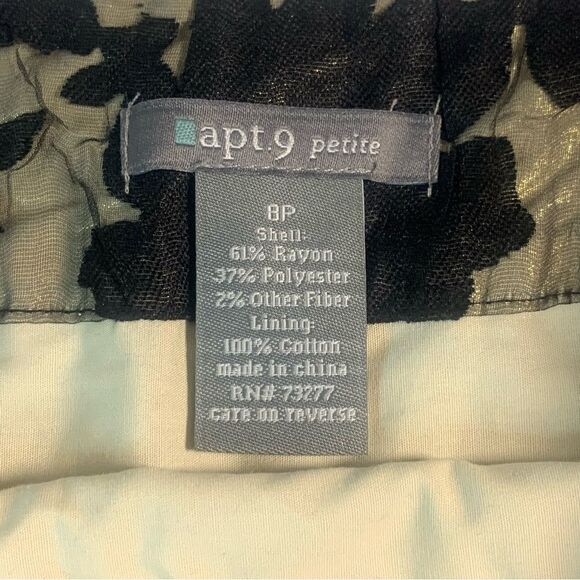 apt.9 petite
8P
Shell:
61% Rayon
37% Polyester
2% Other Fiber
Lining:
100% Cotton
made in china
RN# 73277
care on reverse